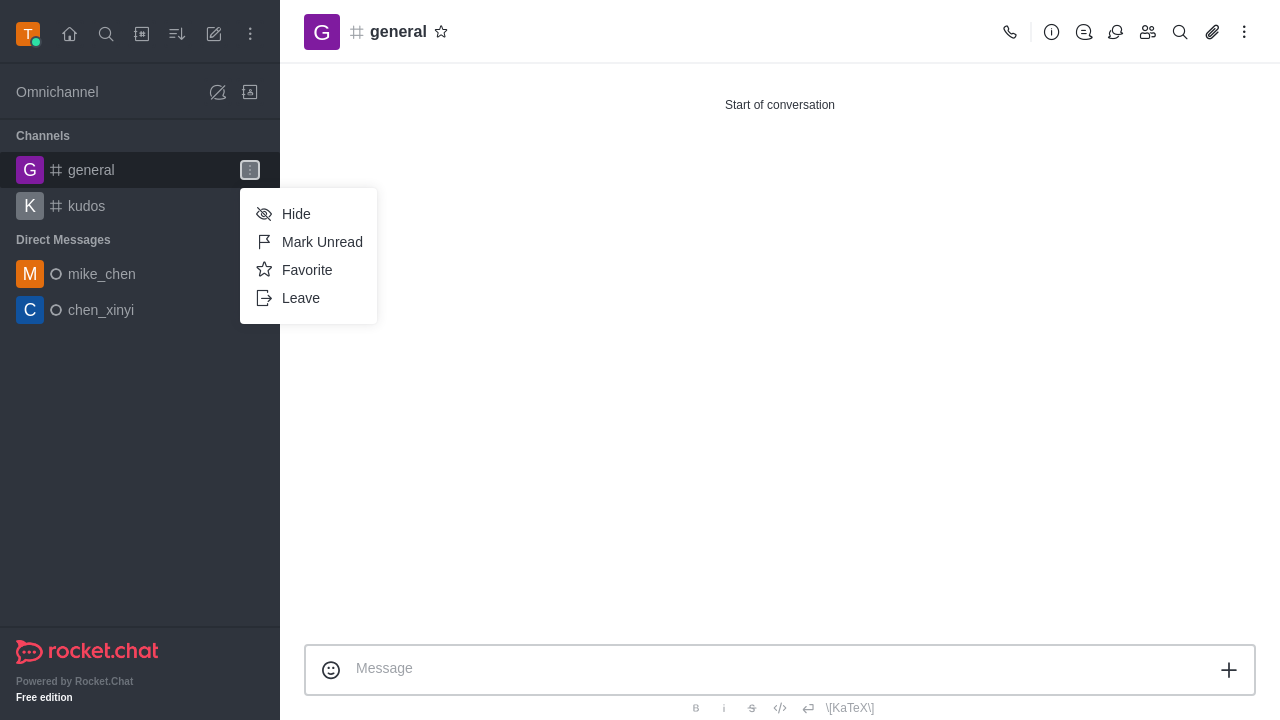 T
Omnichannel
Channels
G general
K kudos
Direct Messages
M mike_chen
C chen_xinyi
Hide
Mark Unread
Favorite
Leave
rocket.chat
Powered by Rocket.Chat
Free edition
G general
Start of conversation
Message
B i S \[KaTeX\]